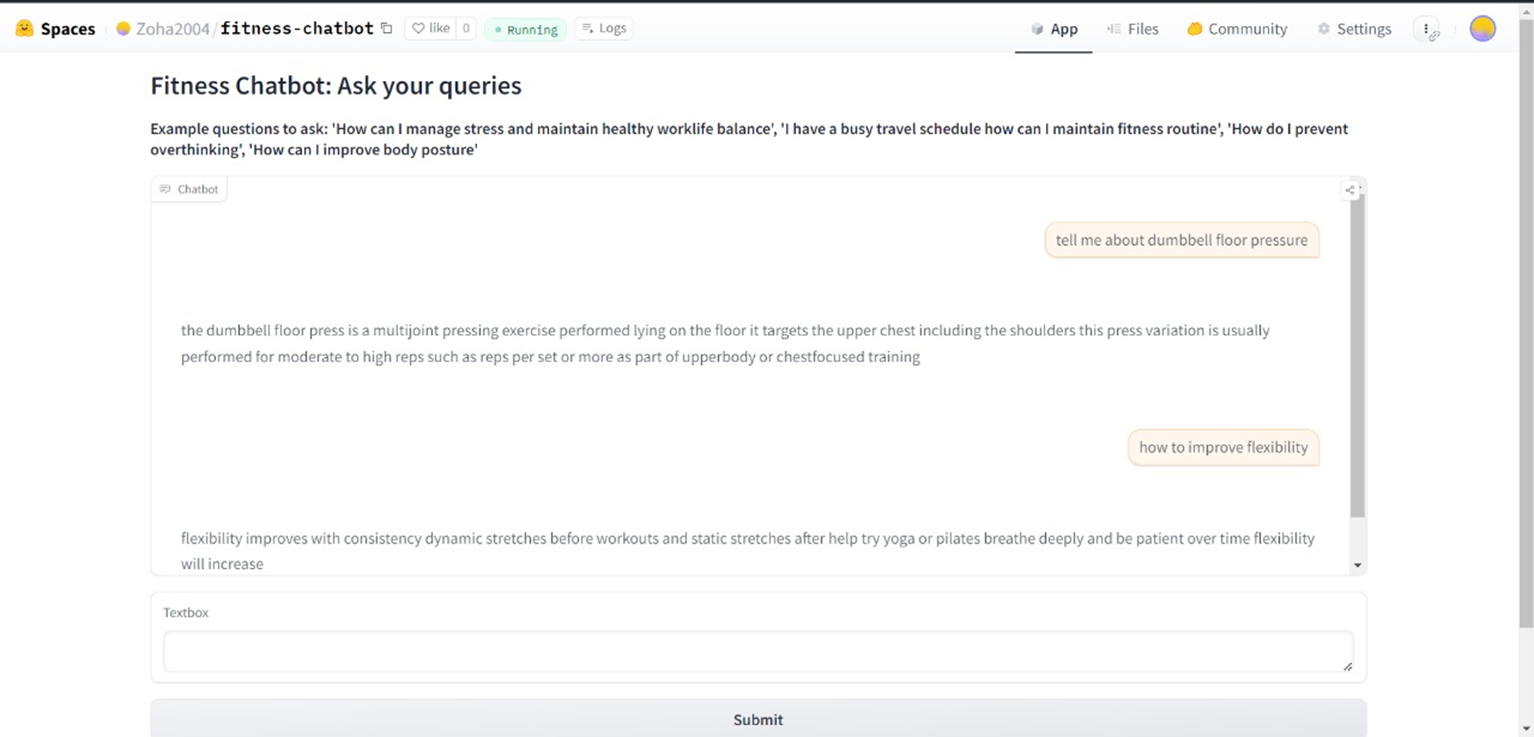 Spaces Zoha2004/fitness-chatbot like 0 Running Logs App Files Community Settings
Fitness Chatbot: Ask your queries
Example questions to ask: 'How can I manage stress and maintain healthy worklife balance', 'I have a busy travel schedule how can I maintain fitness routine', 'How do I prevent
overthinking', 'How can I improve body posture'
Chatbot
tell me about dumbbell floor pressure
the dumbbell floor press is a multijoint pressing exercise performed lying on the floor it targets the upper chest including the shoulders this press variation is usually
performed for moderate to high reps such as reps per set or more as part of upperbody or chestfocused training
how to improve flexibility
flexibility improves with consistency dynamic stretches before workouts and static stretches after help try yoga or pilates breathe deeply and be patient over time flexibility
will increase
Textbox
Submit